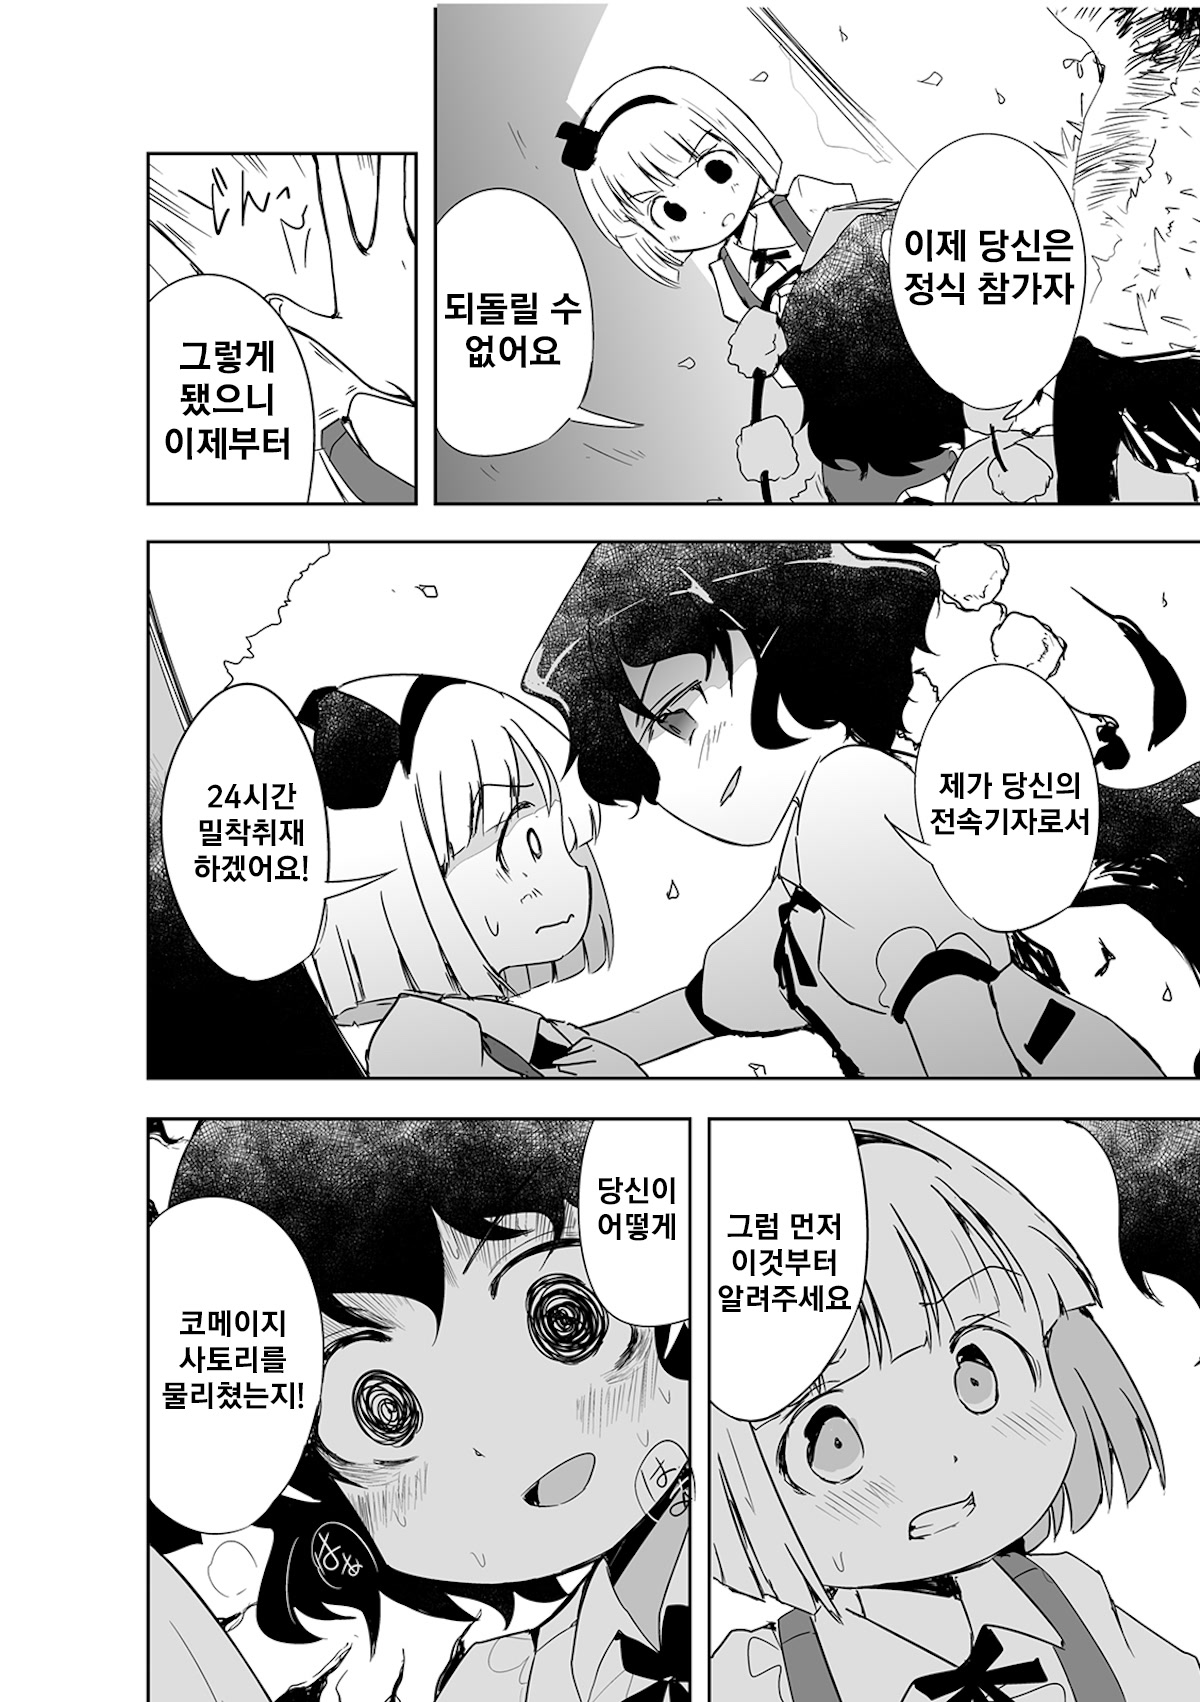 이제 당신은
정식 참가자
되돌릴 수
없어요
どん
그렇게
됐으니
이제부터
제가 당신의
전속기자로서
24시간
밀착취재
하겠어요!
그럼 먼저
이것부터
알려주세요
당신이
어떻게
は
は
코메이지
사토리를
물리쳤는지!